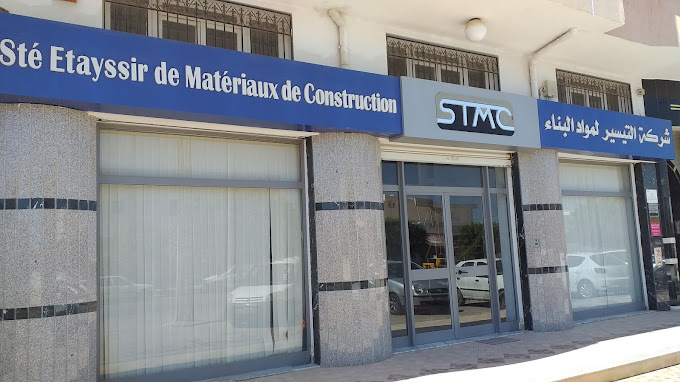 Sté Etayssir de Matériaux de Construction
STMC
شركة التيسير لمواد البناء